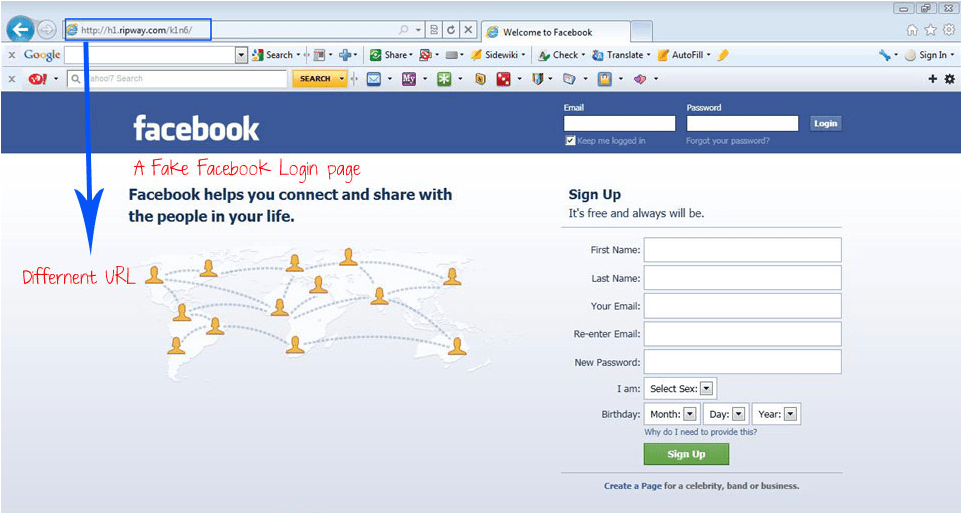 http://h1.ripway.com/k1n6/
Welcome to Facebook
x Google Search Share Sidewiki Check Translate AutoFill Sign In
x Y! Yahoo!7 Search SEARCH My
facebook
Email Password
Login
Keep me logged in Forgot your password?
A Fake Facebook Login page
Facebook helps you connect and share with
the people in your life.
Differnent URL
Sign Up
It's free and always will be.
First Name:
Last Name:
Your Email:
Re-enter Email:
New Password:
I am: Select Sex:
Birthday: Month: Day: Year:
Why do I need to provide this?
Sign Up
Create a Page for a celebrity, band or business.